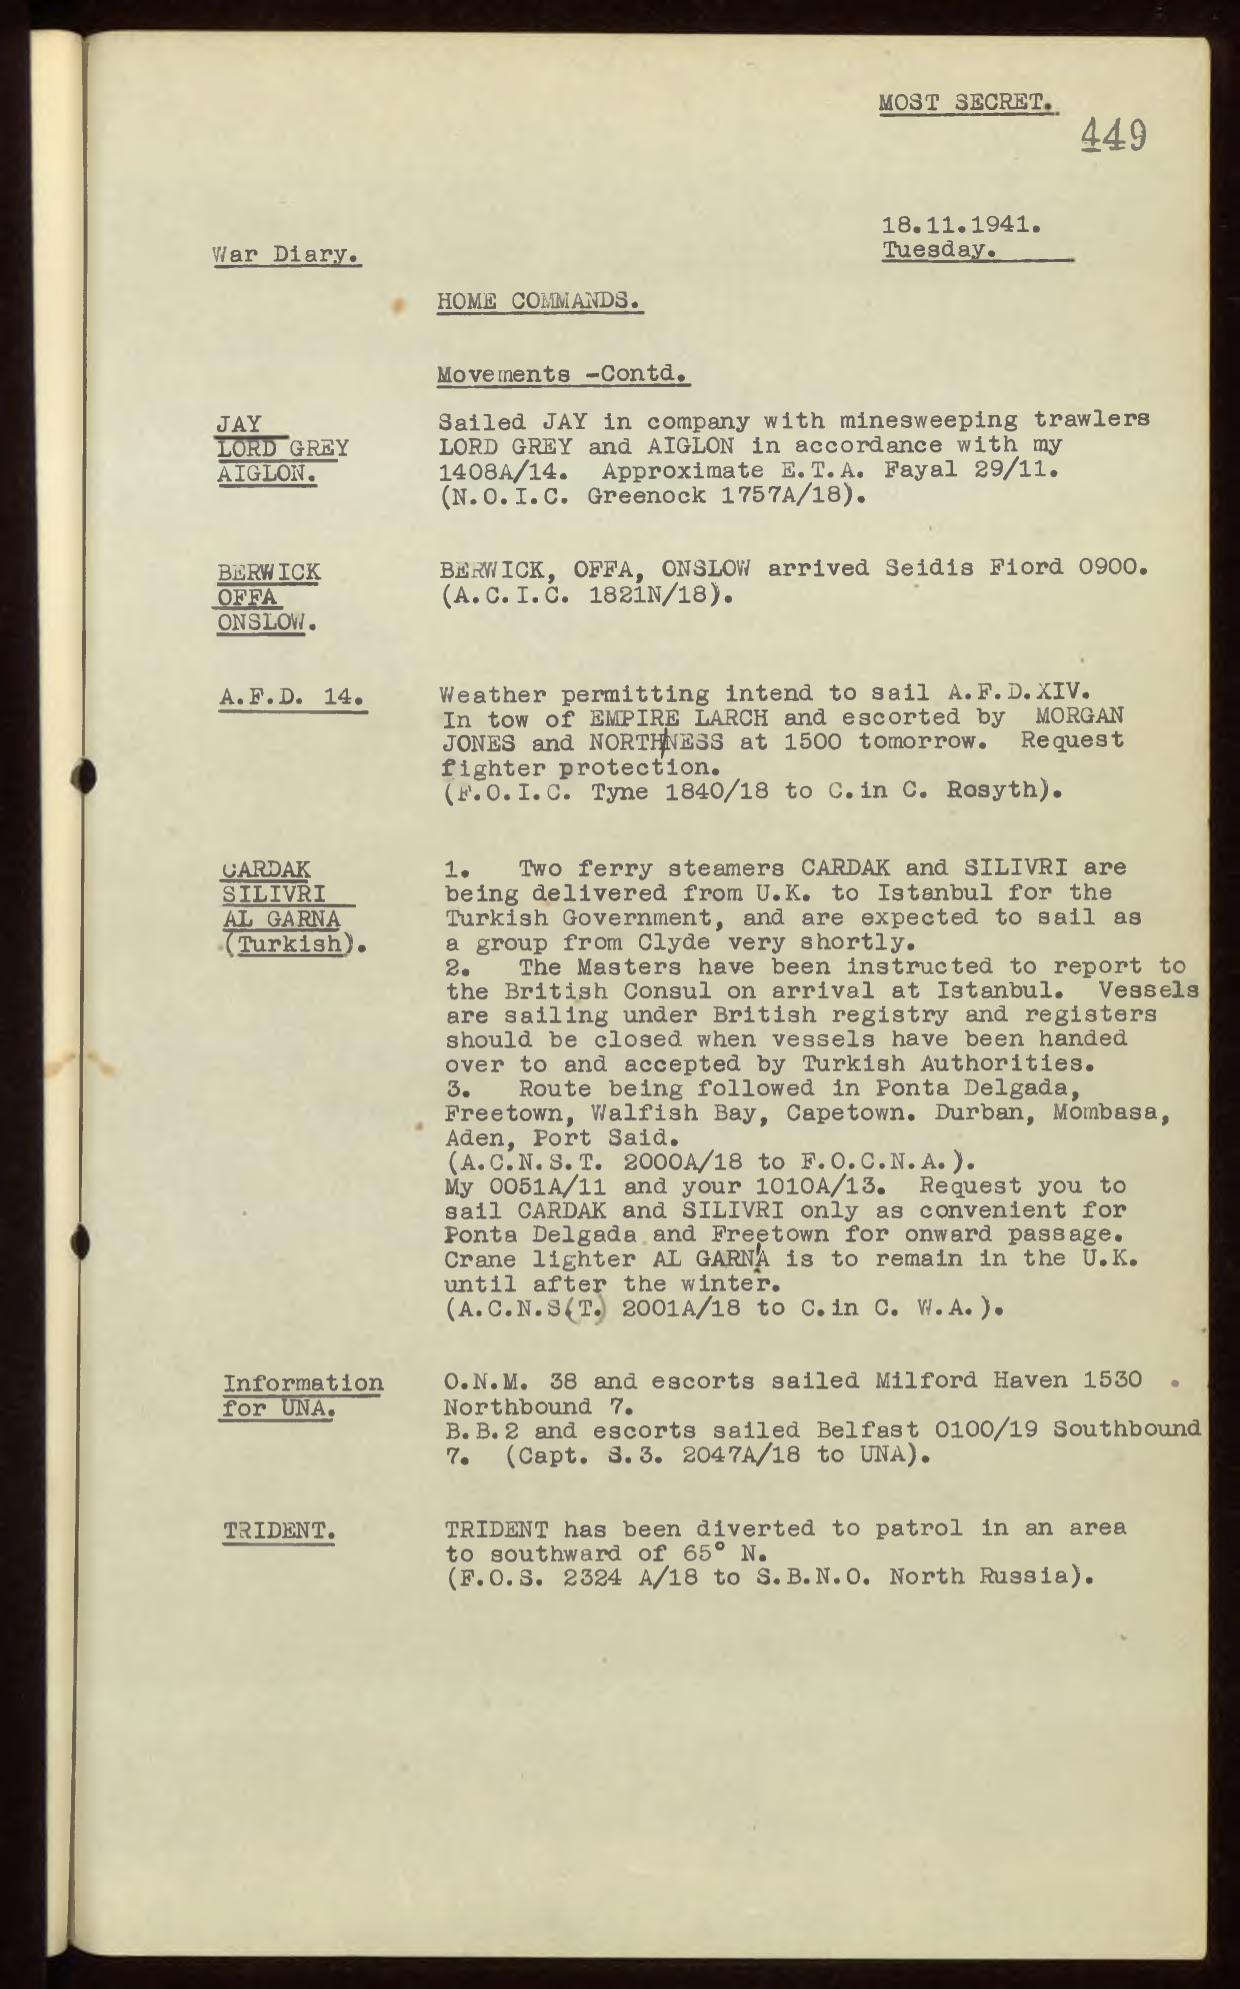 MOST SECRET.
449
18.11.1941.
War Diary.
Tuesday.
HOME COMMANDS.
Movements -Contd.
JAY
LORD GREY
AIGLON.
Sailed JAY in company with minesweeping trawlers
LORD GREY and AIGLON in accordance with my
1408A/14. Approximate E.T.A. Fayal 29/11.
(N.O.I.C. Greenock 1757A/18).
BERWICK
OFFA
ONSLOW.
BERWICK, OFFA, ONSLOW arrived Seidis Fiord 0900.
(A.C.I.C. 1821N/18).
A.F.D. 14.
Weather permitting intend to sail A.F.D.XIV.
In tow of EMPIRE LARCH and escorted by MORGAN
JONES and NORTHNESS at 1500 tomorrow. Request
fighter protection.
(F.O.I.C. Tyne 1840/18 to C.in C. Rosyth).
CARDAK
SILIVRI
AL GARNA
(Turkish).
1. Two ferry steamers CARDAK and SILIVRI are
being delivered from U.K. to Istanbul for the
Turkish Government, and are expected to sail as
a group from Clyde very shortly.
2. The Masters have been instructed to report to
the British Consul on arrival at Istanbul. Vessels
are sailing under British registry and registers
should be closed when vessels have been handed
over to and accepted by Turkish Authorities.
3. Route being followed in Ponta Delgada,
Freetown, Walfish Bay, Capetown. Durban, Mombasa,
Aden, Port Said.
(A.C.N.S.T. 2000A/18 to F.O.C.N.A.).
My 0051A/11 and your 1010A/13. Request you to
sail CARDAK and SILIVRI only as convenient for
Ponta Delgada and Freetown for onward passage.
Crane lighter AL GARNA is to remain in the U.K.
until after the winter.
(A.C.N.S(T.) 2001A/18 to C.in C. W.A.).
Information
for UNA.
O.N.M. 38 and escorts sailed Milford Haven 1530
Northbound 7.
B.B.2 and escorts sailed Belfast 0100/19 Southbound
7. (Capt. S.3. 2047A/18 to UNA).
TRIDENT.
TRIDENT has been diverted to patrol in an area
to southward of 65° N.
(F.O.S. 2324 A/18 to S.B.N.O. North Russia).